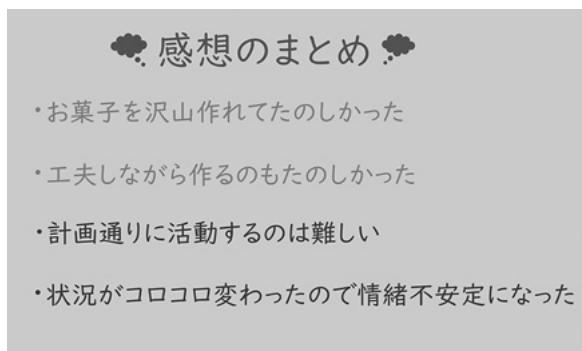 感想のまとめ
・お菓子を沢山作れてたのしかった
・工夫しながら作るのもたのしかった
・計画通りに活動するのは難しい
・状況がコロコロ変わったので情緒不安定になった